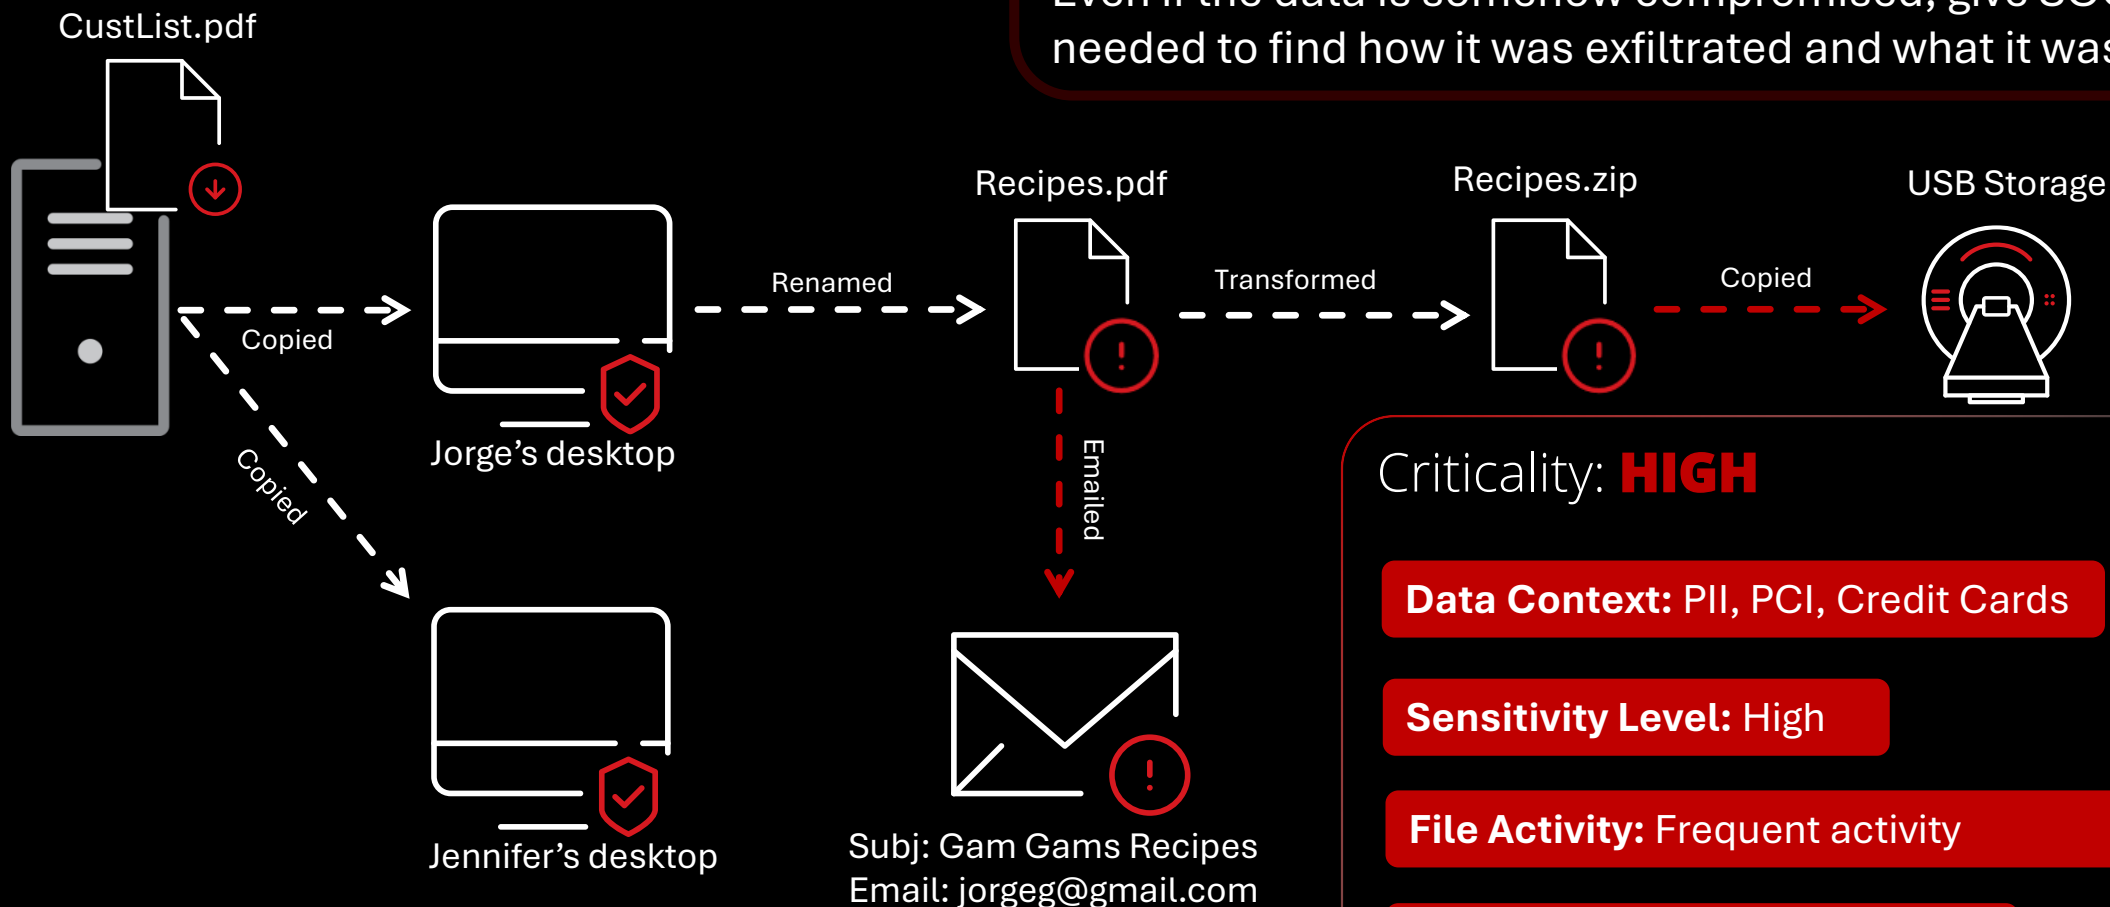 CustList.pdf
needed to find how it was exfiltrated and what it was
Recipes.pdf
Recipes.zip
USB Storage
Renamed
Transformed
Copied
Copied
Jorge’s desktop
Copied
Emailed
Criticality: HIGH
Data Context: PII, PCI, Credit Cards
Sensitivity Level: High
File Activity: Frequent activity
Jennifer’s desktop
Subj: Gam Gams Recipes
Email: jorgeg@gmail.com